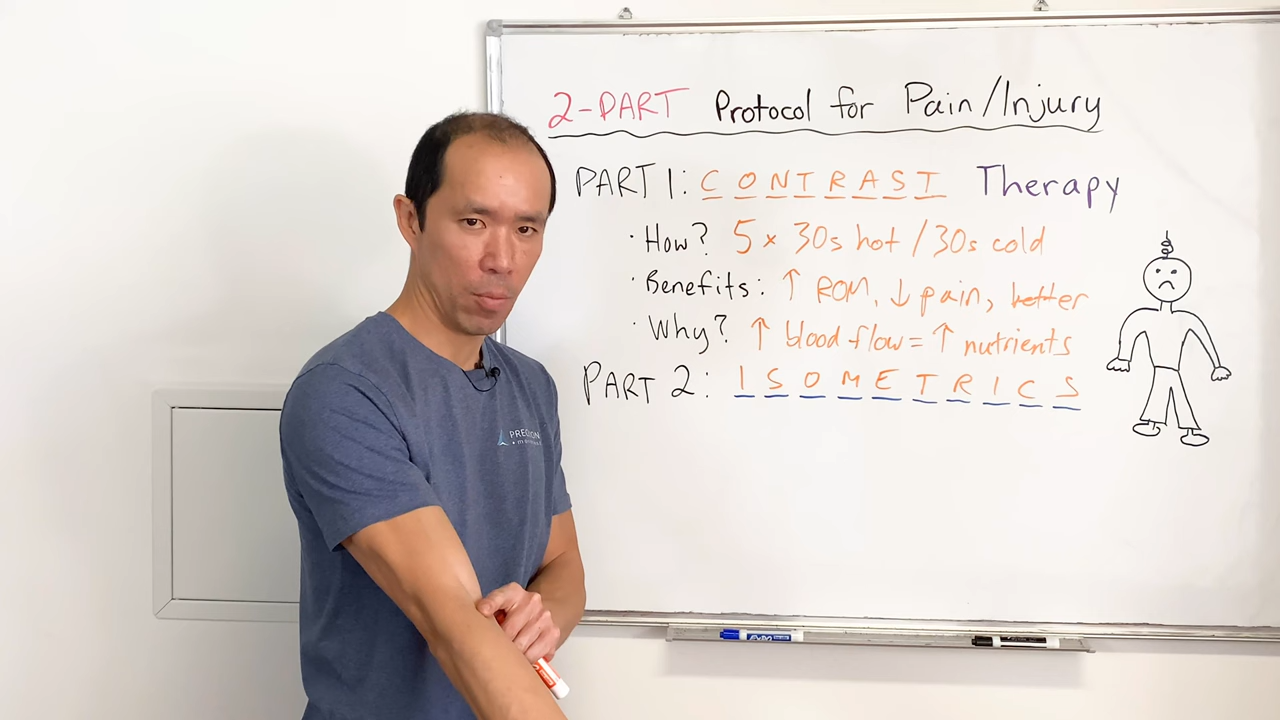 2-PART Protocol for Pain/Injury
PART 1: CONTRAST Therapy
· How? 5 × 30s hot / 30s cold
· Benefits: ↑ ROM, ↓ pain, better
· Why? ↑ blood flow = ↑ nutrients
PART 2: ISOMETRICS
EXPO